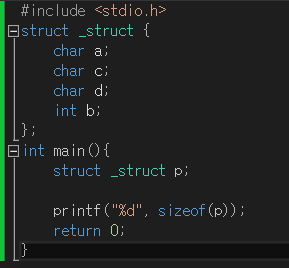 #include <stdio.h>
struct _struct {
    char a;
    char c;
    char d;
    int b;
};
int main(){
    struct _struct p;

    printf("%d", sizeof(p));
    return 0;
}